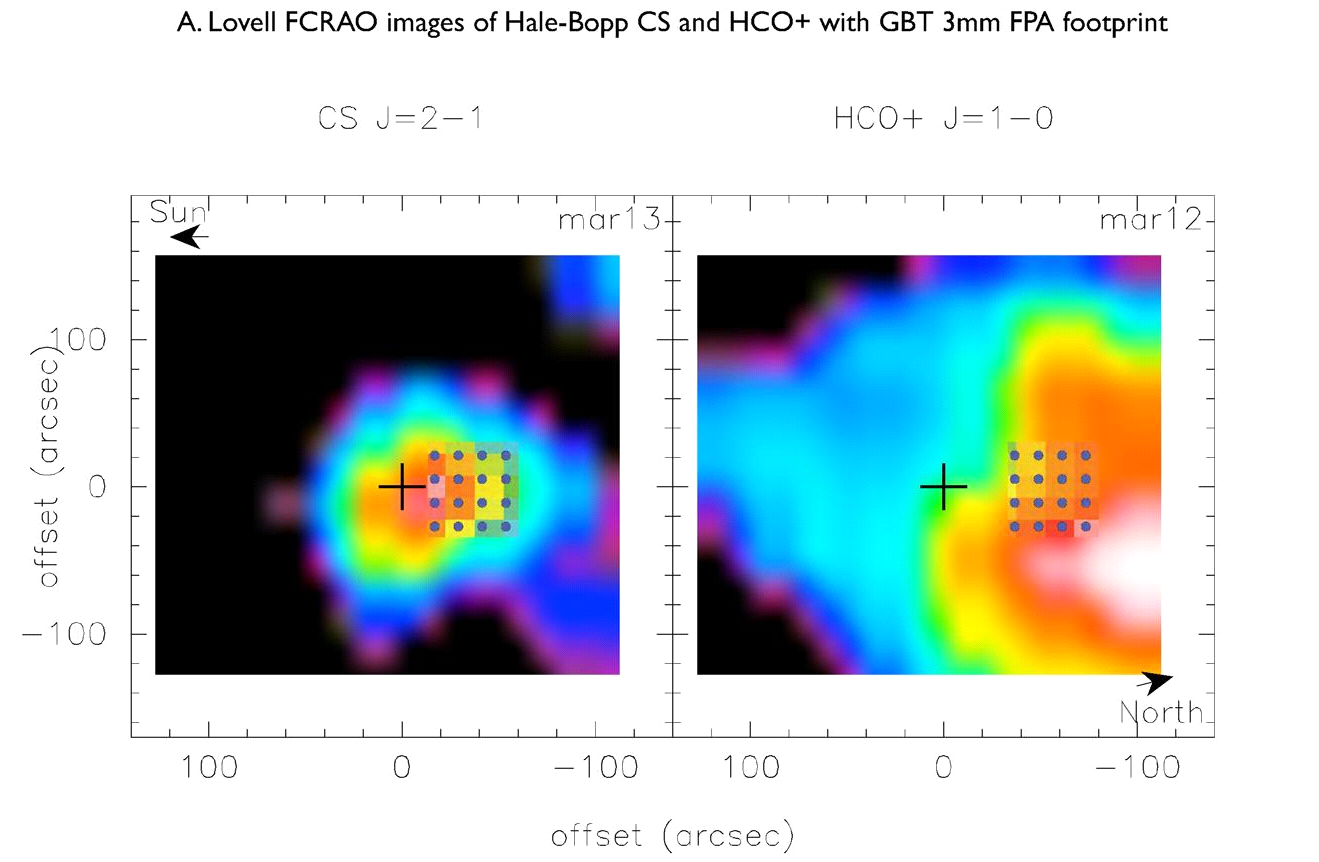 A. Lovell FCRAO images of Hale-Bopp CS and HCO+ with GBT 3mm FPA footprint
CS J=2-1
HCO+ J=1-0
Sun
mar13
mar12
100
0
-100
offset (arcsec)
North
100
0
-100
100
0
-100
offset (arcsec)